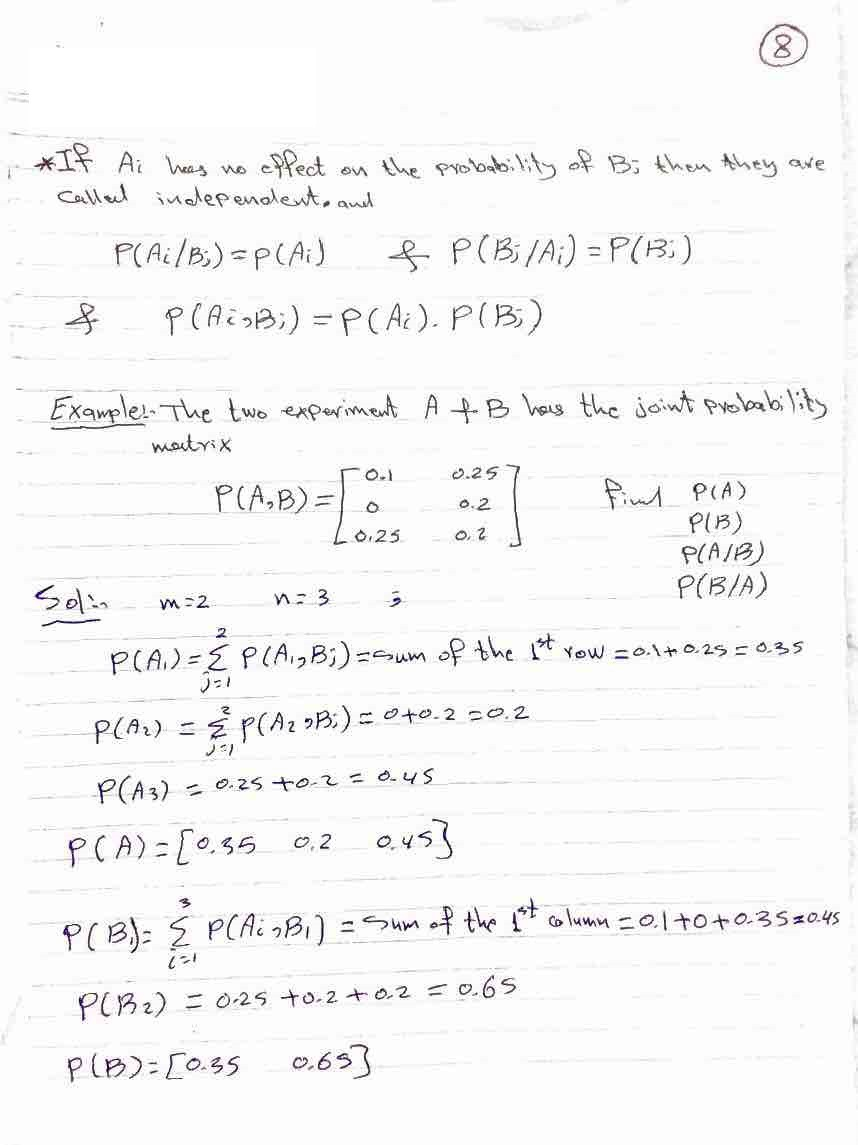 8
*If Ai has no effect on the probability of Bj then they are
called independent. and
P(Ai/Bj) = P(Ai) & P(Bj/Ai) = P(Bj)
& P(Ai,Bj) = P(Ai). P(Bj)
Example:- The two experiment A & B has the joint probability
matrix
P(A,B) = [0.1 0.25
0 0.2
0.25 0.2] Find P(A)
P(B)
P(A/B)
P(B/A)
Sol:- m=2 n=3 ;
P(A1) = 2 Σ j=1 P(A1,Bj) = sum of the 1st row = 0.1+0.25 = 0.35
P(A2) = 2 Σ j=1 P(A2,Bj) = 0+0.2 = 0.2
P(A3) = 0.25 +0.2 = 0.45
P(A) = [0.35 0.2 0.45]
P(B1) = 3 Σ i=1 P(Ai,B1) = sum of the 1st column = 0.1+0+0.35=0.45
P(B2) = 0.25 +0.2+0.2 = 0.65
P(B) = [0.35 0.65]